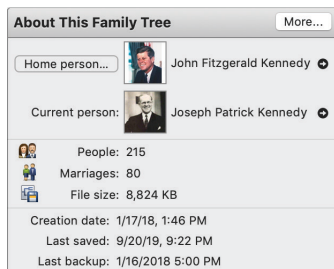 About This Family Tree More...
Home person... John Fitzgerald Kennedy
Current person: Joseph Patrick Kennedy
People: 215
Marriages: 80
File size: 8,824 KB
Creation date: 1/17/18, 1:46 PM
Last saved: 9/20/19, 9:22 PM
Last backup: 1/16/2018 5:00 PM